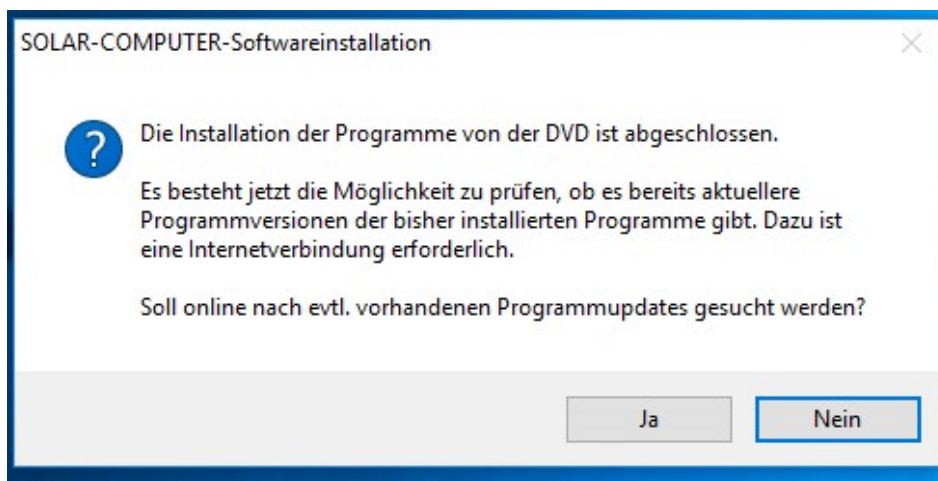 SOLAR-COMPUTER-Softwareinstallation
Die Installation der Programme von der DVD ist abgeschlossen.
Es besteht jetzt die Möglichkeit zu prüfen, ob es bereits aktuellere
Programmversionen der bisher installierten Programme gibt. Dazu ist
eine Internetverbindung erforderlich.
Soll online nach evtl. vorhandenen Programmupdates gesucht werden?
Ja
Nein